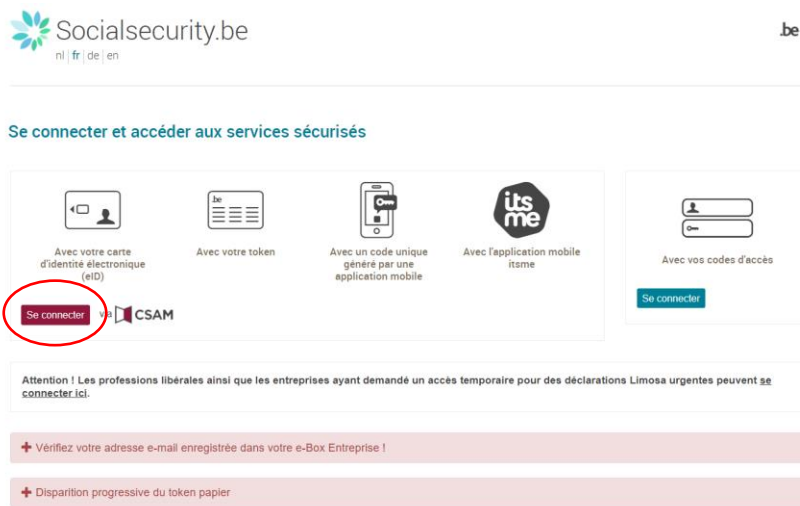 Socialsecurity.be
.be
nl | fr | de | en
Se connecter et accéder aux services sécurisés
.be
its
me
Avec votre carte
d'identité électronique
(eID)
Avec votre token
Avec un code unique
généré par une
application mobile
Avec l'application mobile
itsme
Se connecter via CSAM
Avec vos codes d'accès
Se connecter
Attention ! Les professions libérales ainsi que les entreprises ayant demandé un accès temporaire pour des déclarations Limosa urgentes peuvent se
connecter ici.
+ Vérifiez votre adresse e-mail enregistrée dans votre e-Box Entreprise !
+ Disparition progressive du token papier